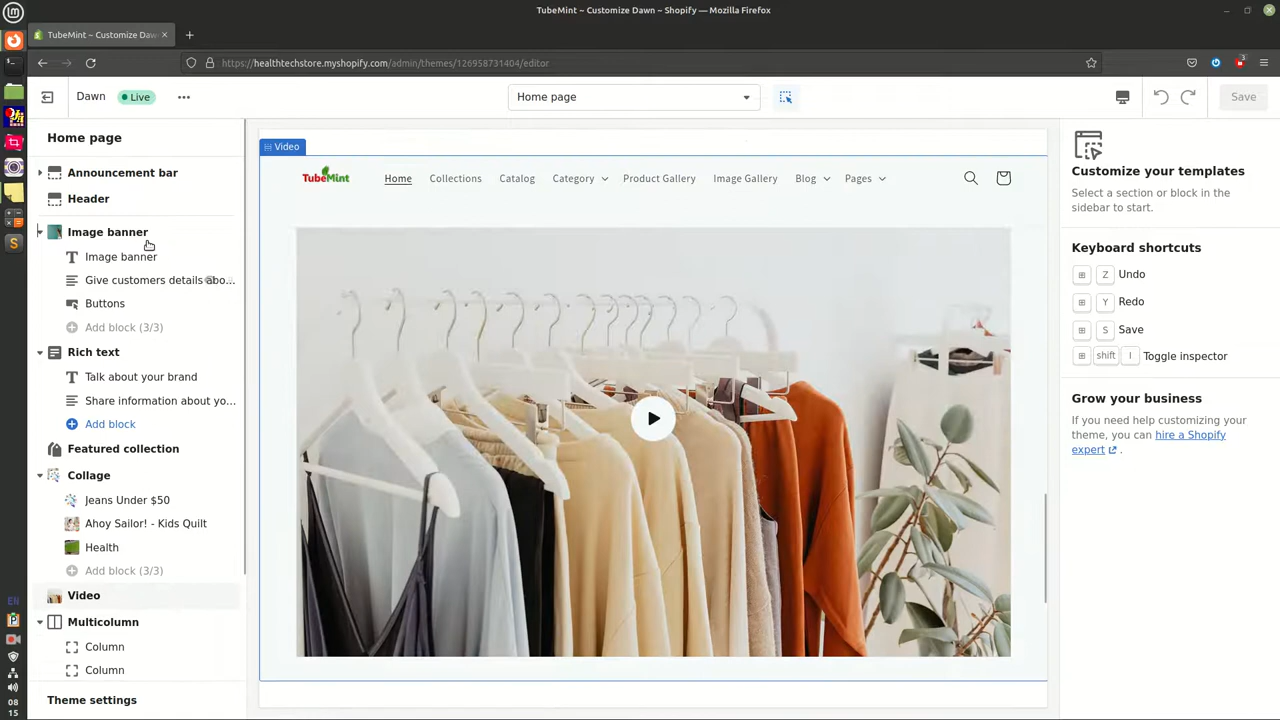 TubeMint ~ Customize Dawn ~ Shopify — Mozilla Firefox
TubeMint ~ Customize Daw
https://healthtechstore.myshopify.com/admin/themes/126958731404/editor
Dawn
Live
Home page
Save
Home page
Announcement bar
Header
Image banner
Image banner
Give customers details abo...
Buttons
Add block (3/3)
Rich text
Talk about your brand
Share information about yo...
Add block
Featured collection
Collage
Jeans Under $50
Ahoy Sailor! - Kids Quilt
Health
Add block (3/3)
Video
Multicolumn
Column
Column
Theme settings
Video
TubeMint
Home
Collections
Catalog
Category
Product Gallery
Image Gallery
Blog
Pages
Customize your templates
Select a section or block in the
sidebar to start.
Keyboard shortcuts
Z Undo
Y Redo
S Save
shift I Toggle inspector
Grow your business
If you need help customizing your
theme, you can hire a Shopify
expert .
EN
08
15